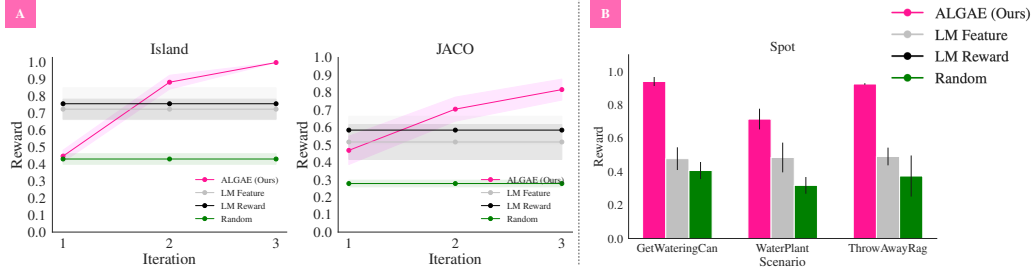 A
Island
Reward
1.0
0.9
0.8
0.7
0.6
0.5
0.4
0.3
0.2
0.1
0.0
1
2
3
Iteration
ALGAE (Ours)
LM Feature
LM Reward
Random
JACO
Reward
1.0
0.9
0.8
0.7
0.6
0.5
0.4
0.3
0.2
0.1
0.0
1
2
3
Iteration
ALGAE (Ours)
LM Feature
LM Reward
Random
B
Spot
Reward
1.0
0.8
0.6
0.4
0.2
0.0
GetWateringCan
WaterPlant
ThrowAwayRag
Scenario
ALGAE (Ours)
LM Feature
LM Reward
Random